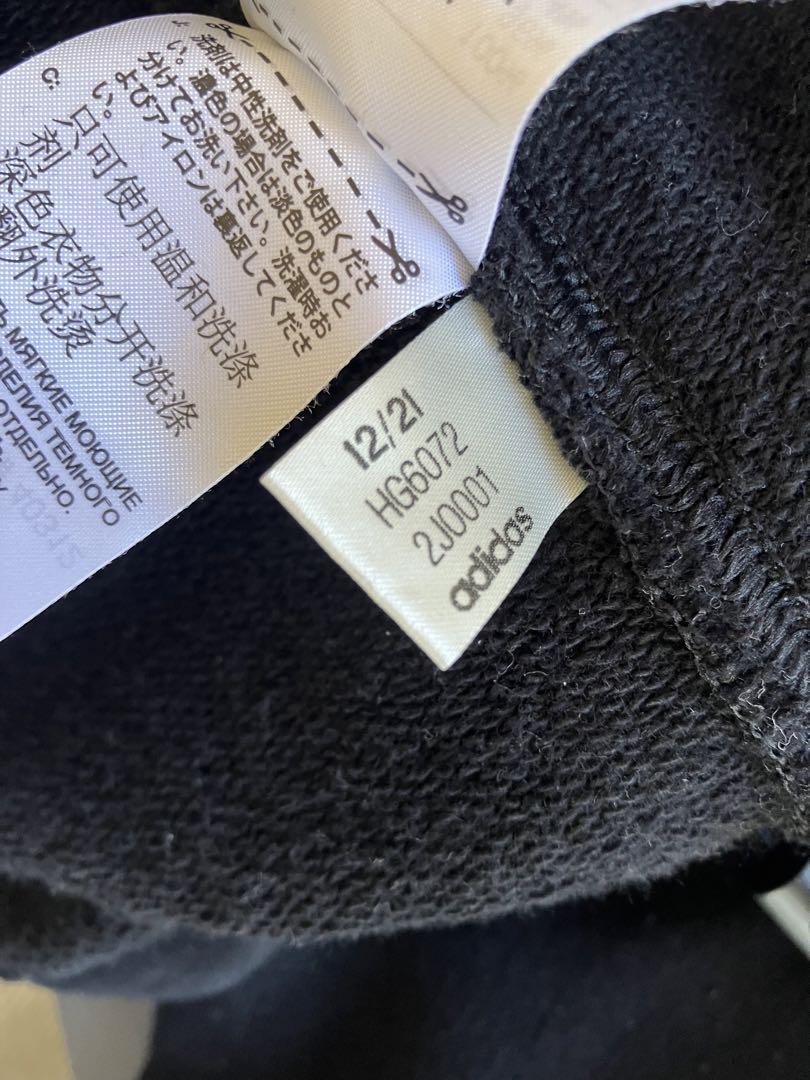 J: 洗剤は中性洗剤をご使用くださ
い。濃色の場合は淡色のものと
分けてお洗い下さい。洗濯時お
よびアイロンは裏返してくださ
い。
C: 只可使用温和洗涤
剂
深色衣物分开洗涤
翻外洗烫
МЯГКИЕ МОЮЩИЕ
ТЕМНОГО
ОТДЕЛЬНО.
12/21
HG6072
2J0001
adidas